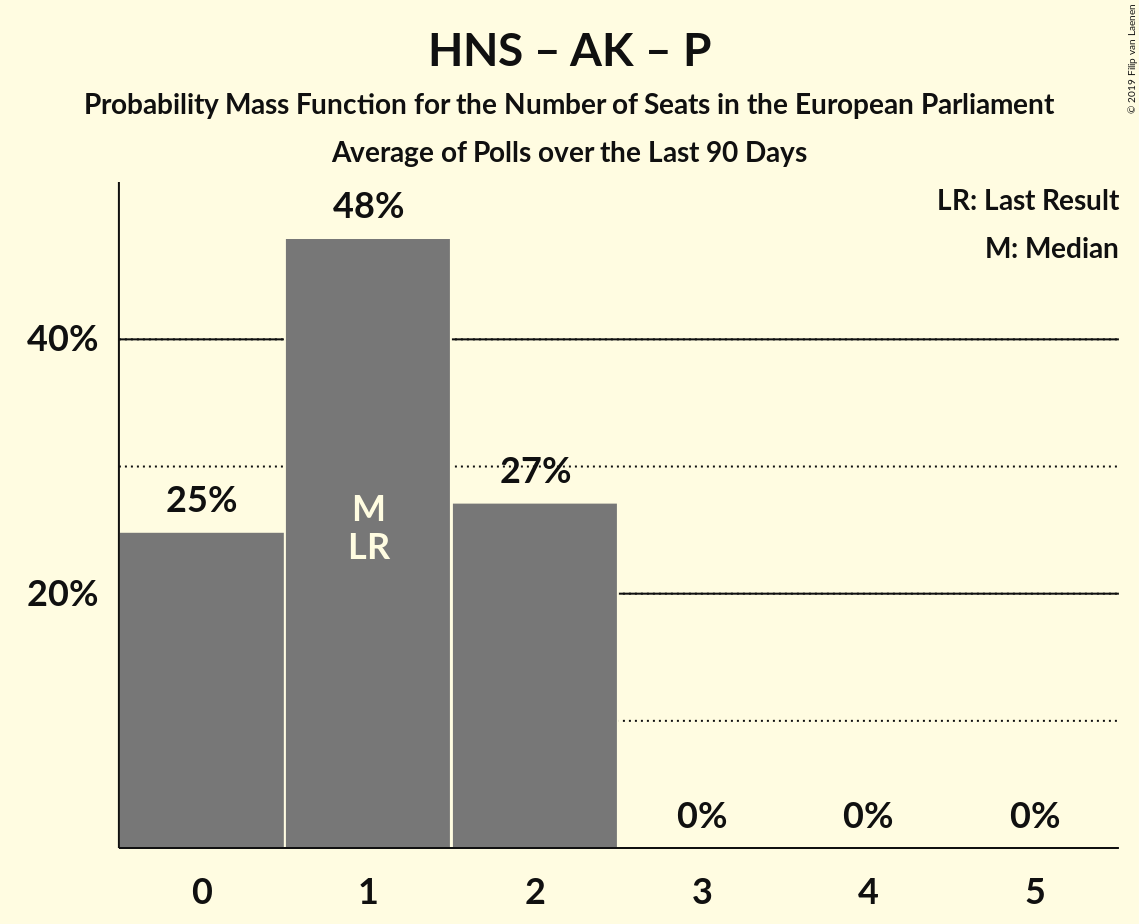 HNS – AK – P
Probability Mass Function for the Number of Seats in the European Parliament
Average of Polls over the Last 90 Days
© 2019 Filip van Laenen
LR: Last Result
M: Median
48%
40%
27%
25%
M
LR
20%
0% 0% 0%
0 1 2 3 4 5